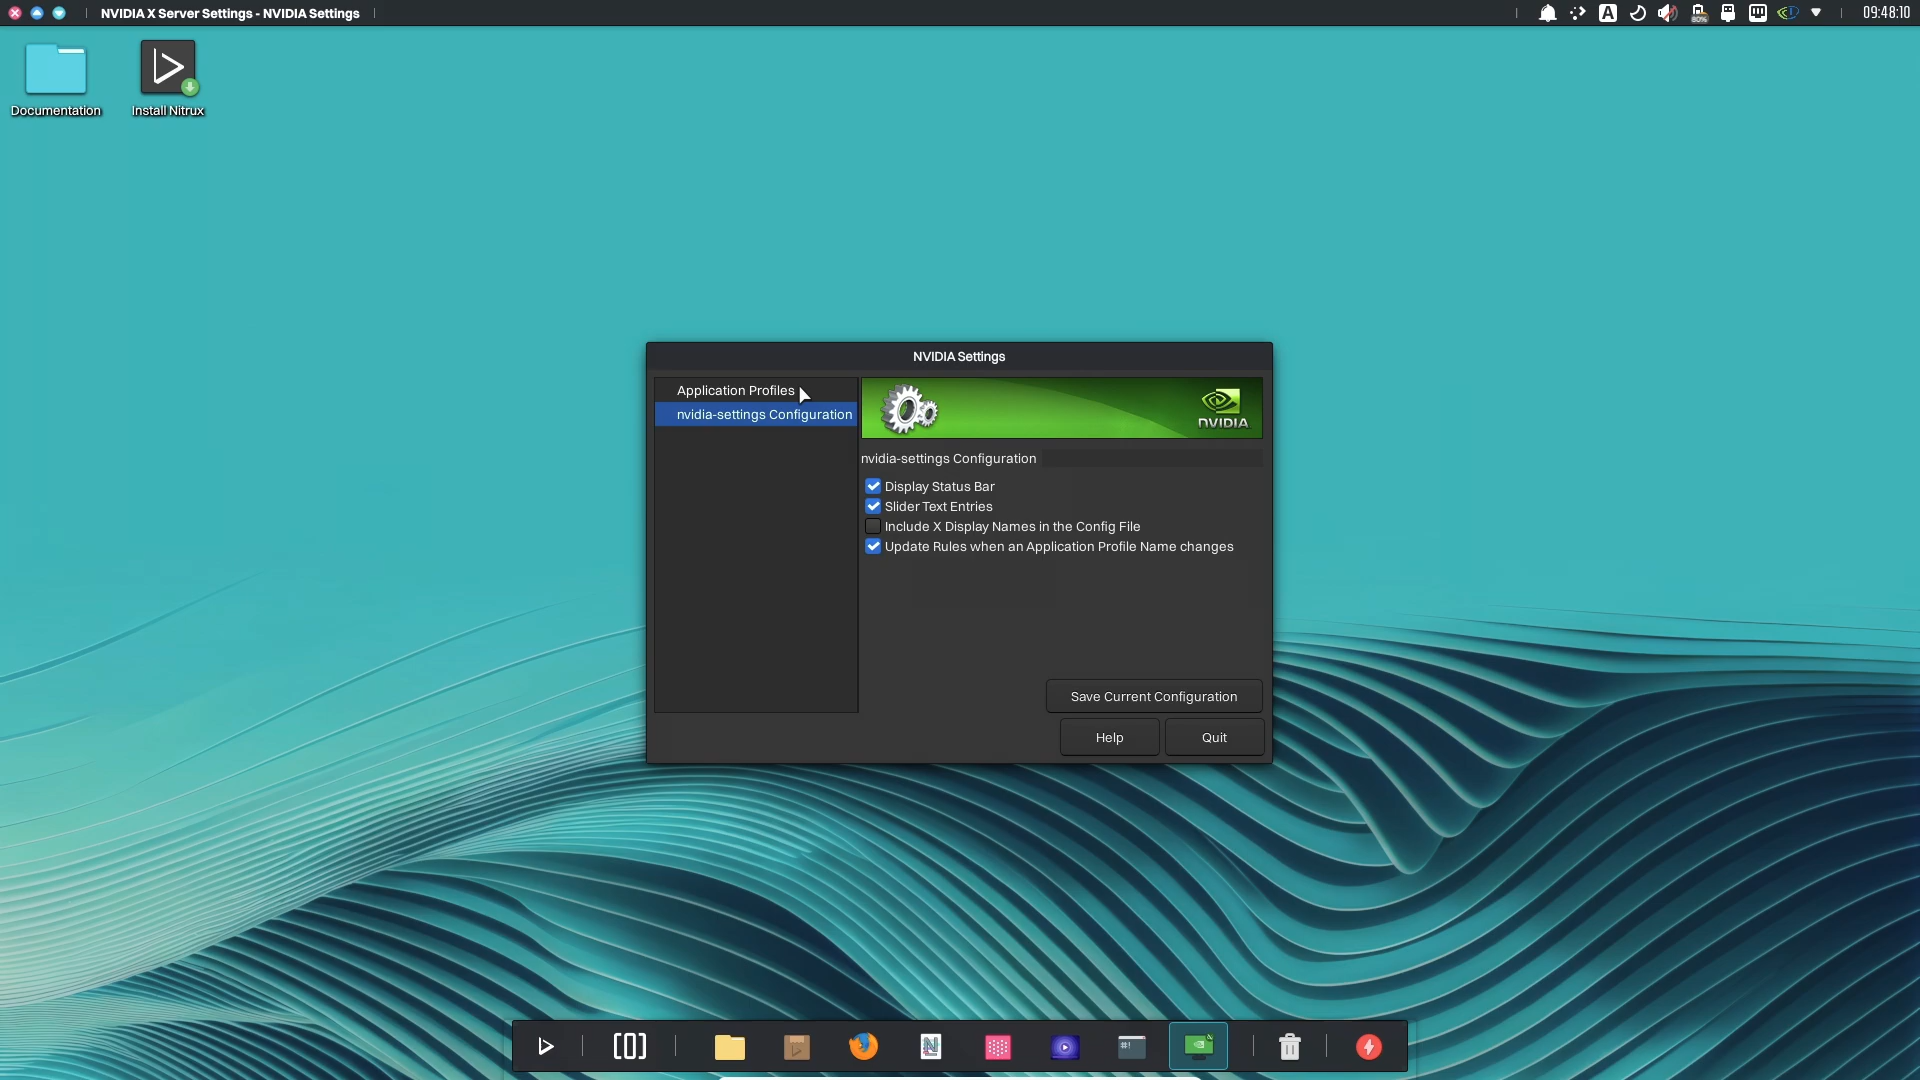 NVIDIA X Server Settings - NVIDIA Settings
A
80%
09:48:10
Documentation
Install Nitrux
NVIDIA Settings
Application Profiles
nvidia-settings Configuration
NVIDIA
nvidia-settings Configuration
Display Status Bar
Slider Text Entries
Include X Display Names in the Config File
Update Rules when an Application Profile Name changes
Save Current Configuration
Help
Quit
N
#!